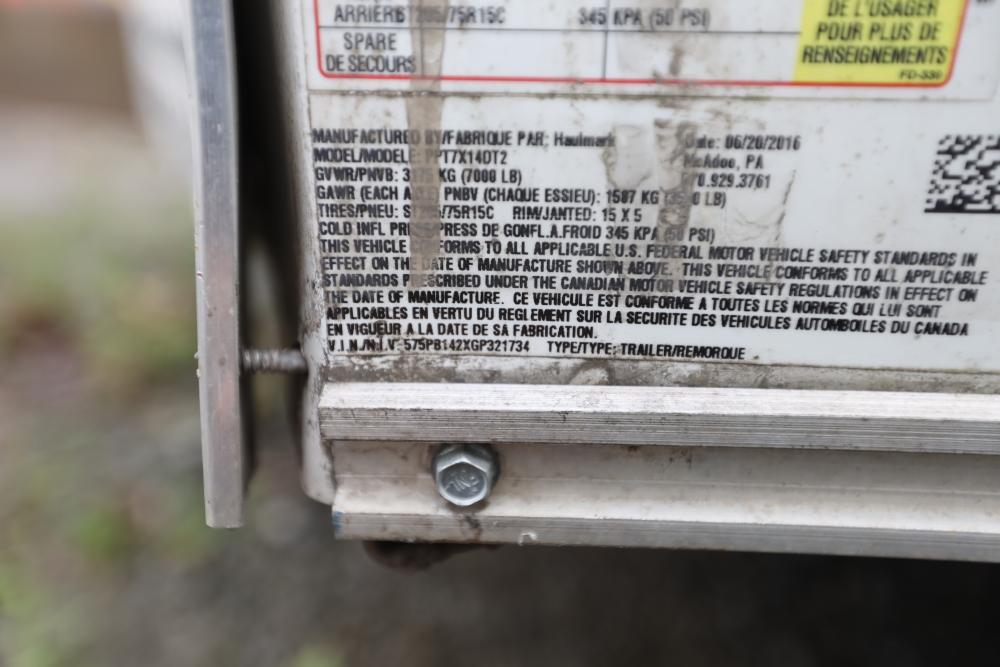 ARRIÈRE ST205/75R15C 345 KPA (50 PSI)
SPARE
DE SECOURS
DE L'USAGER
POUR PLUS DE
RENSEIGNEMENTS
FD-330
MANUFACTURED BY/FABRIQUE PAR: Haulmark Date: 06/20/2016
MODEL/MODELE: PPT7X14DT2 McAdoo, PA
GVWR/PNVB: 3175 KG (7000 LB) 929.3761
GAWR (EACH AXLE) PNBV (CHAQUE ESSIEU): 1587 KG (3500 LB)
TIRES/PNEU: ST205/75R15C RIM/JANTED: 15 X 5
COLD INFL PRESS/PRESS DE GONFL.A.FROID 345 KPA (50 PSI)
THIS VEHICLE CONFORMS TO ALL APPLICABLE U.S. FEDERAL MOTOR VEHICLE SAFETY STANDARDS IN
EFFECT ON THE DATE OF MANUFACTURE SHOWN ABOVE. THIS VEHICLE CONFORMS TO ALL APPLICABLE
STANDARDS PRESCRIBED UNDER THE CANADIAN MOTOR VEHICLE SAFETY REGULATIONS IN EFFECT ON
THE DATE OF MANUFACTURE. CE VEHICULE EST CONFORME A TOUTES LES NORMES QUI LUI SONT
APPLICABLES EN VERTU DU REGLEMENT SUR LA SECURITE DES VEHICULES AUTOMBOILES DU CANADA
EN VIGUEUR A LA DATE DE SA FABRICATION.
V.I.N./N.I.V: 575PB142XGP321734 TYPE/TYPE: TRAILER/REMORQUE